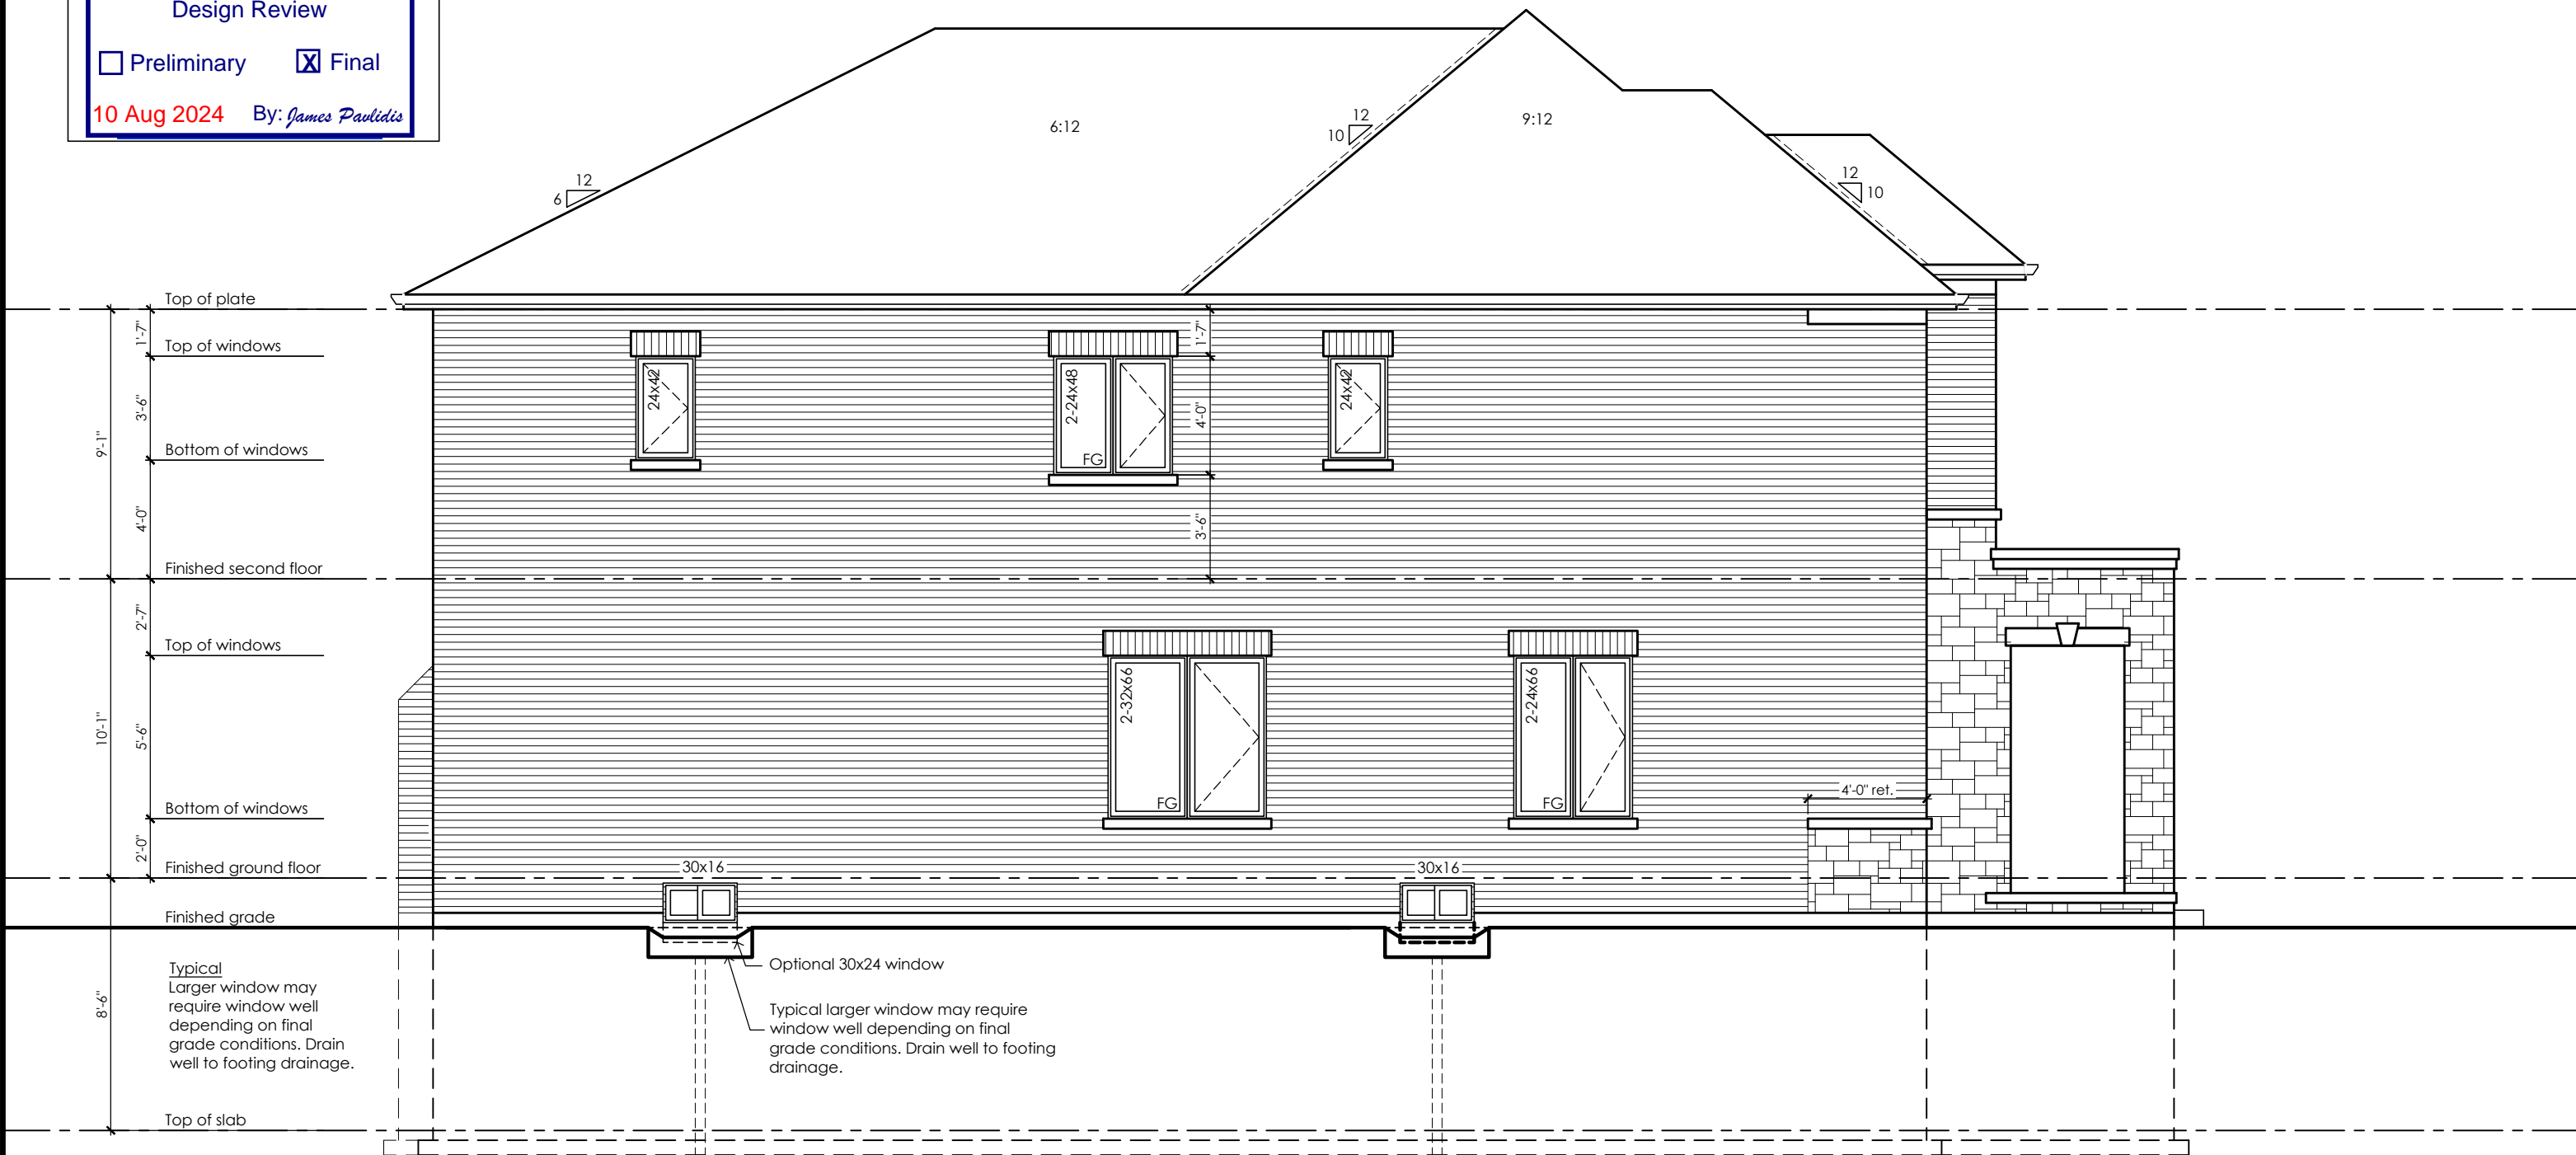 Design Review
Preliminary
X Final
10 Aug 2024 By: James Pavlidis
6:12
12
10
9:12
12
6
12
10
Top of plate
1'-7"
Top of windows
3'-6"
Bottom of windows
9'-1"
4'-0"
Finished second floor
2'-7"
Top of windows
10'-1"
5'-6"
Bottom of windows
2'-0"
Finished ground floor
Finished grade
8'-6"
Top of slab
24x42
2-24x48
FG
1'-7"
4'-0"
3'-6"
24x42
2-32x66
FG
2-24x66
FG
4'-0" ret.
30x16
30x16
Typical
Larger window may
require window well
depending on final
grade conditions. Drain
well to footing drainage.
Optional 30x24 window
Typical larger window may require
window well depending on final
grade conditions. Drain well to footing
drainage.